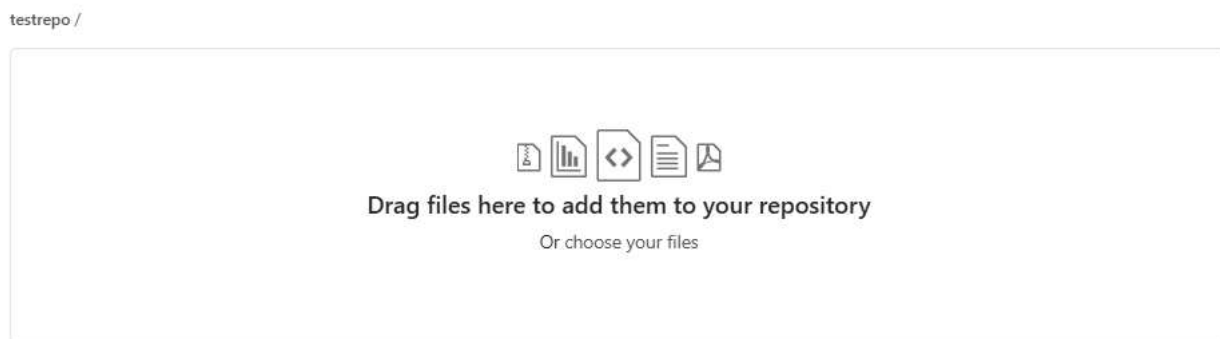 testrepo /
Drag files here to add them to your repository
Or choose your files